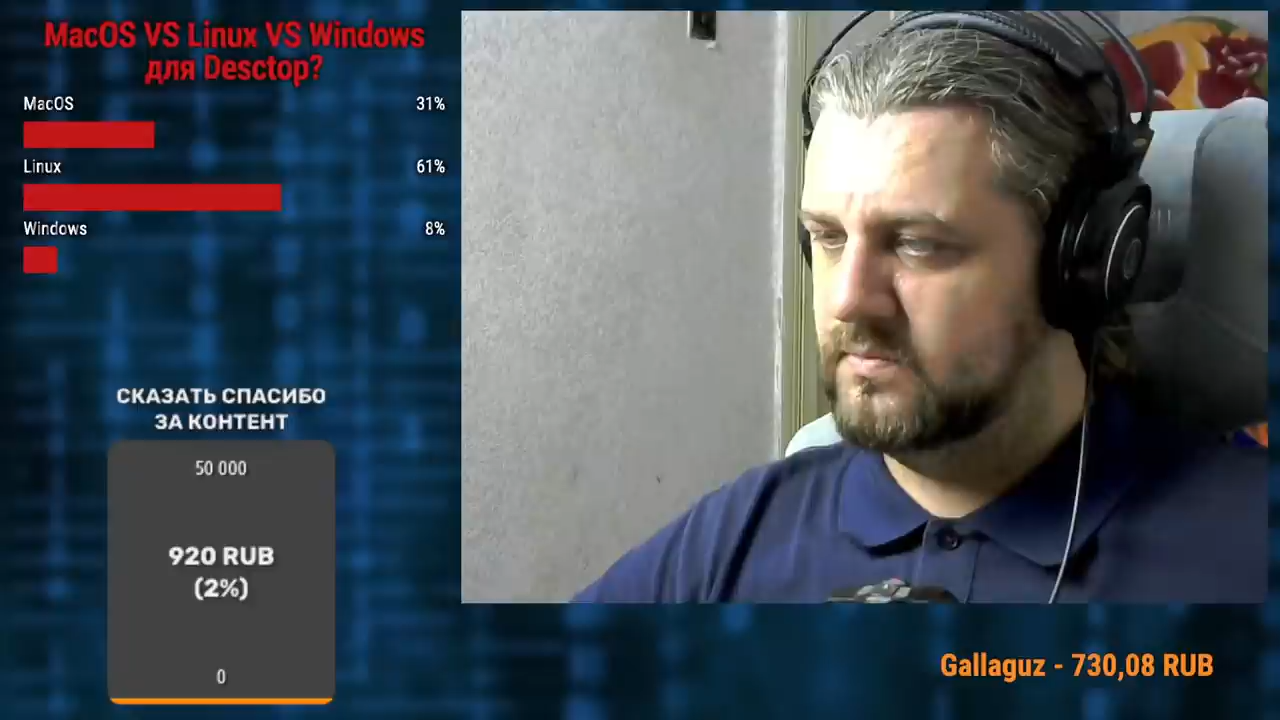 MacOS VS Linux VS Windows
для Desctop?
MacOS 31%
Linux 61%
Windows 8%
СКАЗАТЬ СПАСИБО
ЗА КОНТЕНТ
50 000
920 RUB
(2%)
0
Gallaguz - 730,08 RUB